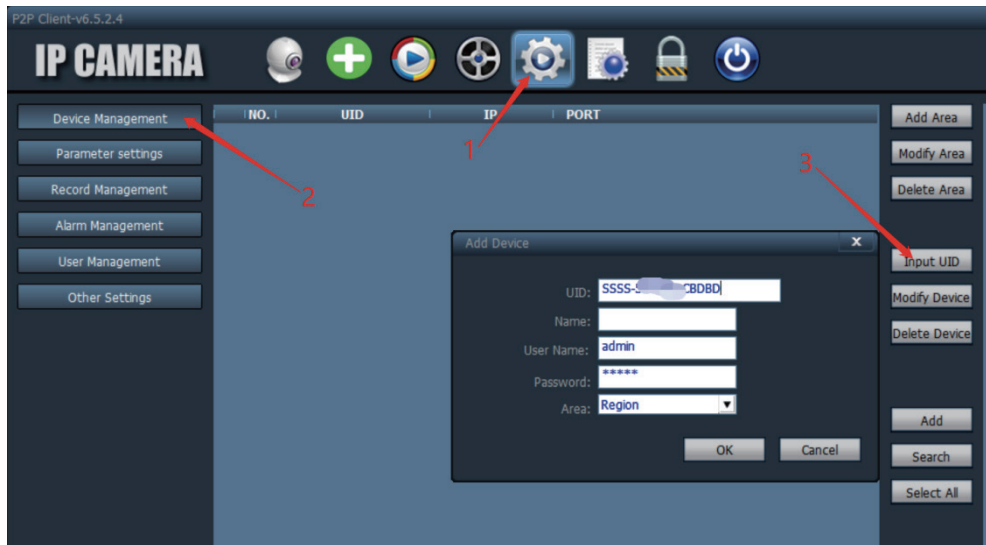 P2P Client-v6.5.2.4
IP CAMERA
1
Device Management
NO. UID IP PORT
Add Area
Parameter settings
Modify Area
2
3
Record Management
Delete Area
Alarm Management
User Management
Other Settings
Add Device X
UID: SSSS- CBDBD
Name:
User Name: admin
Password: *****
Area: Region
OK Cancel
Input UID
Modify Device
Delete Device
Add
Search
Select All